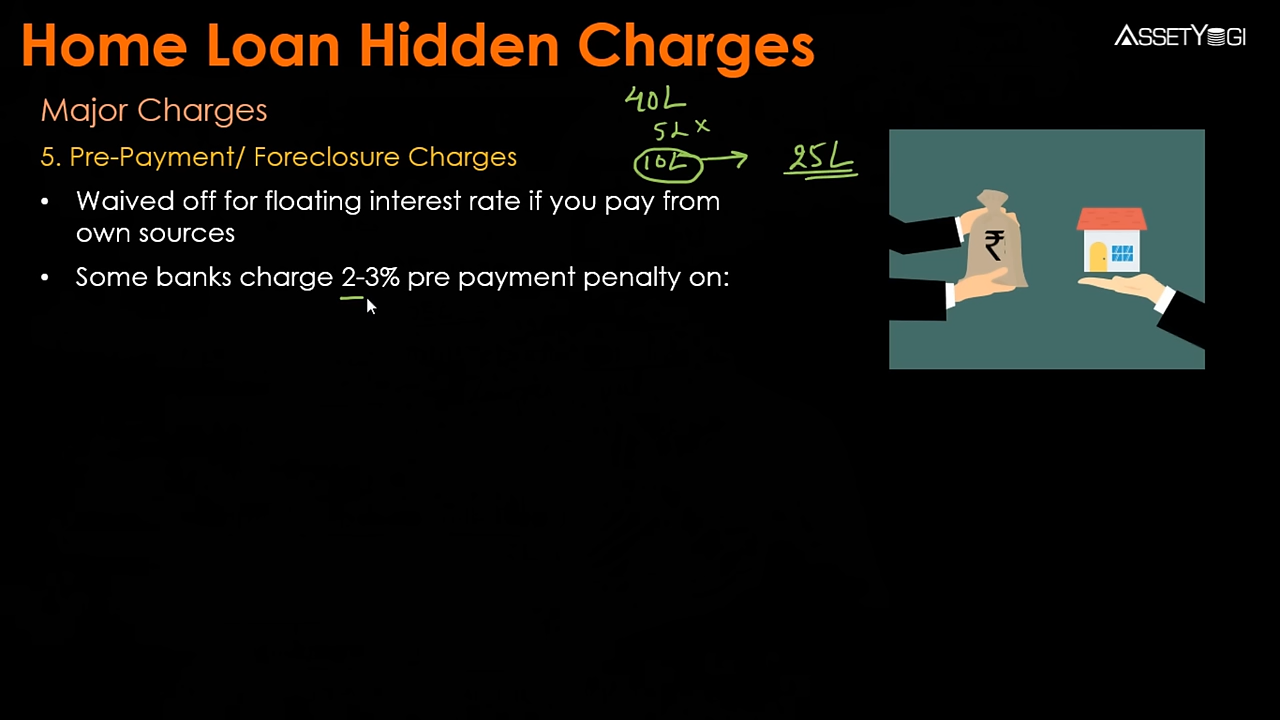 Home Loan Hidden Charges
ASSETYOGI
Major Charges
40L
5L x
5. Pre-Payment/ Foreclosure Charges
10L → 25L
• Waived off for floating interest rate if you pay from
own sources
• Some banks charge 2-3% pre payment penalty on:
₹